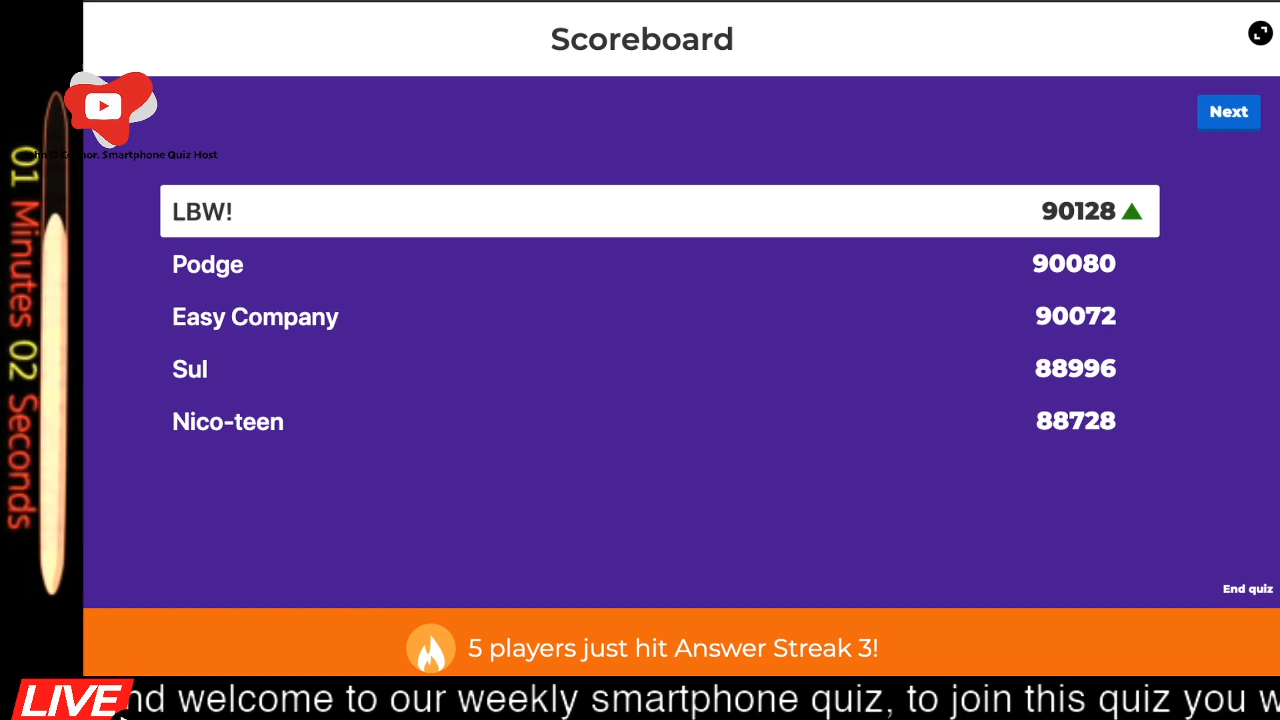 Scoreboard
Next
Connor. Smartphone Quiz Host
01 Minutes 02 Seconds
LBW! 90128
Podge 90080
Easy Company 90072
Sul 88996
Nico-teen 88728
End quiz
5 players just hit Answer Streak 3!
LIVE
nd welcome to our weekly smartphone quiz, to join this quiz you w